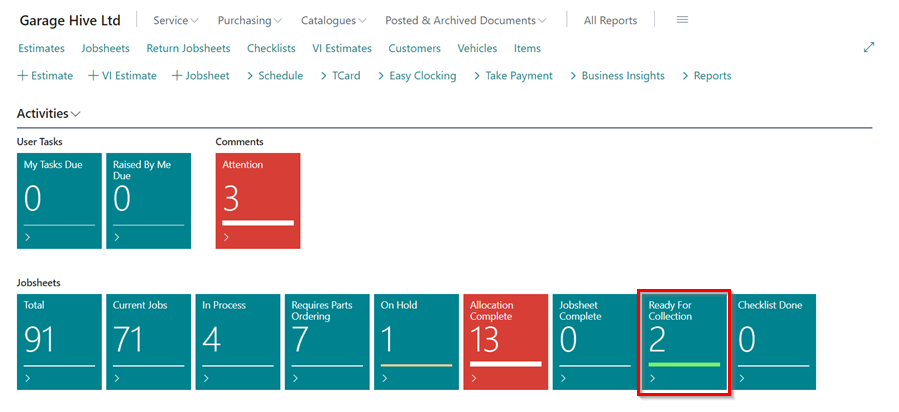 Garage Hive Ltd Service Purchasing Catalogues Posted & Archived Documents All Reports
Estimates Jobsheets Return Jobsheets Checklists VI Estimates Customers Vehicles Items
+ Estimate + VI Estimate + Jobsheet > Schedule > TCard > Easy Clocking > Take Payment > Business Insights > Reports
Activities
User Tasks Comments
My Tasks Due
0
Raised By Me
Due
0
Attention
3
Jobsheets
Total
91
Current Jobs
71
In Process
4
Requires Parts
Ordering
7
On Hold
1
Allocation
Complete
13
Jobsheet
Complete
0
Ready For
Collection
2
Checklist Done
0